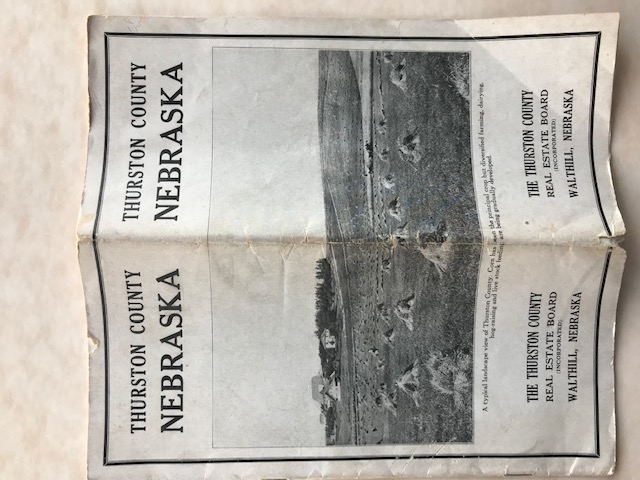 THURSTON COUNTY
NEBRASKA
THURSTON COUNTY
NEBRASKA
A typical landscape view of Thurston County. Corn has been the principal crop but diversified farming, dairying,
hog-raising and live stock feeding are being gradually developed.
THE THURSTON COUNTY
REAL ESTATE BOARD
(INCORPORATED)
WALTHILL, NEBRASKA
THE THURSTON COUNTY
REAL ESTATE BOARD
(INCORPORATED)
WALTHILL, NEBRASKA